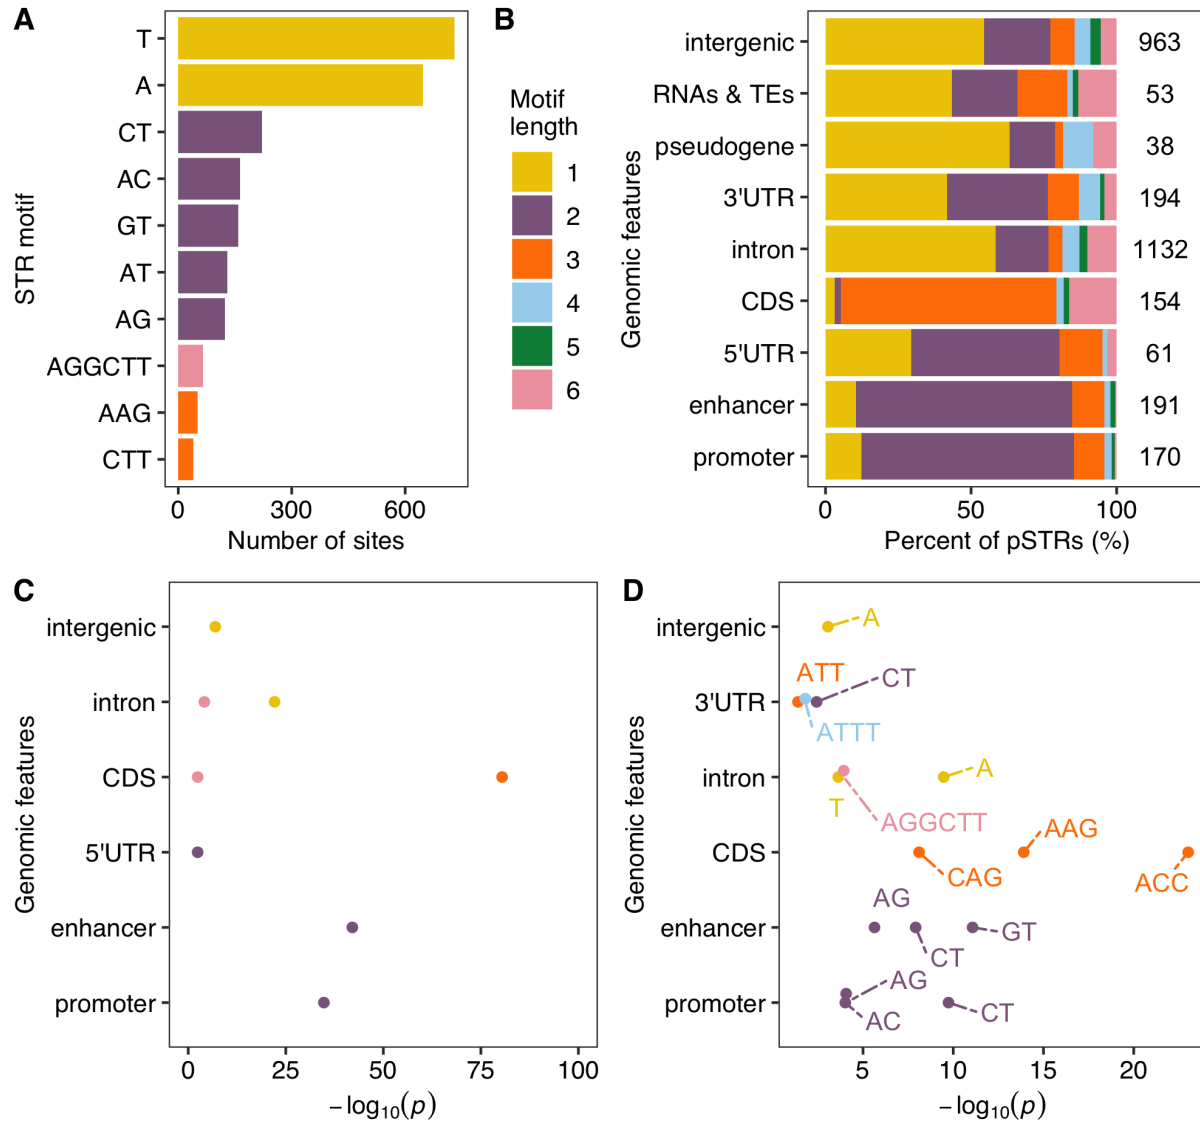 A
STR motif
T
A
CT
AC
GT
AT
AG
AGGCTT
AAG
CTT
0 300 600
Number of sites
Motif
length
1
2
3
4
5
6
B
Genomic features
intergenic 963
RNAs & TEs 53
pseudogene 38
3'UTR 194
intron 1132
CDS 154
5'UTR 61
enhancer 191
promoter 170
0 50 100
Percent of pSTRs (%)
C
Genomic features
intergenic
intron
CDS
5'UTR
enhancer
promoter
0 25 50 75 100
−log10(p)
D
Genomic features
intergenic A
ATT CT
3'UTR
ATTT
intron A
T
AGGCTT
AAG
CDS
CAG ACC
AG
enhancer GT
CT
AG
promoter CT
AC
5 10 15 20
−log10(p)